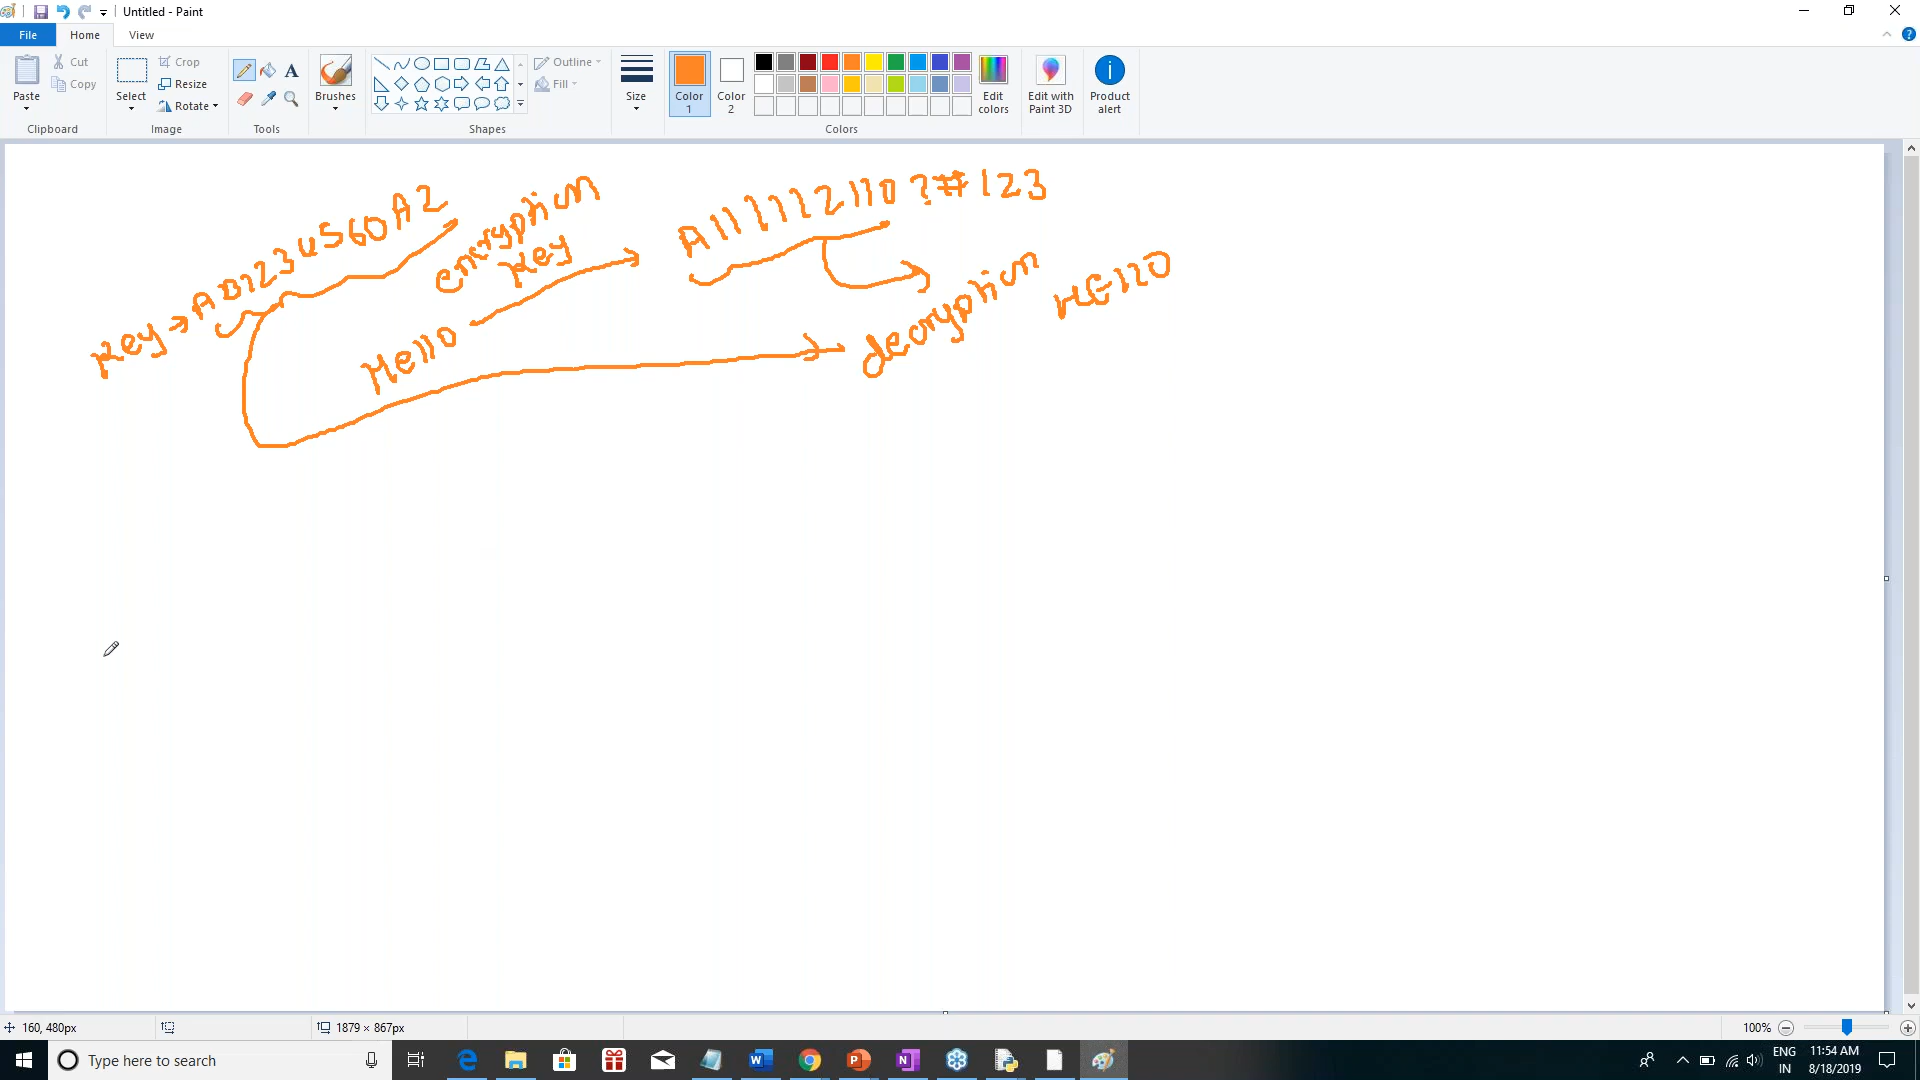 Untitled - Paint
File
Home
View
Paste
Cut
Copy
Clipboard
Select
Crop
Resize
Rotate
Image
Tools
Brushes
Shapes
Outline
Fill
Size
Color 1
Color 2
Edit colors
Colors
Edit with Paint 3D
Product alert
Key → AB1234560A2
encryption
Key
A1111112110?#123
Hello
decryption
HEllO
160, 480px
1879 × 867px
100%
Type here to search
ENG
IN
11:54 AM
8/18/2019